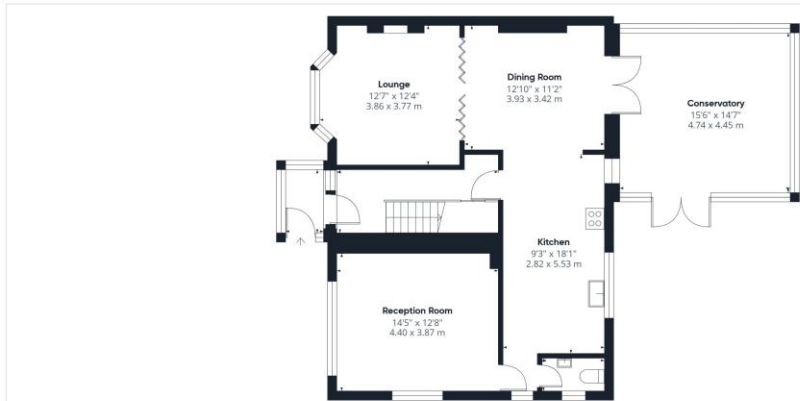 Lounge
12'7" x 12'4"
3.86 x 3.77 m
Dining Room
12'10" x 11'2"
3.93 x 3.42 m
Conservatory
15'6" x 14'7"
4.74 x 4.45 m
Kitchen
9'3" x 18'1"
2.82 x 5.53 m
Reception Room
14'5" x 12'8"
4.40 x 3.87 m